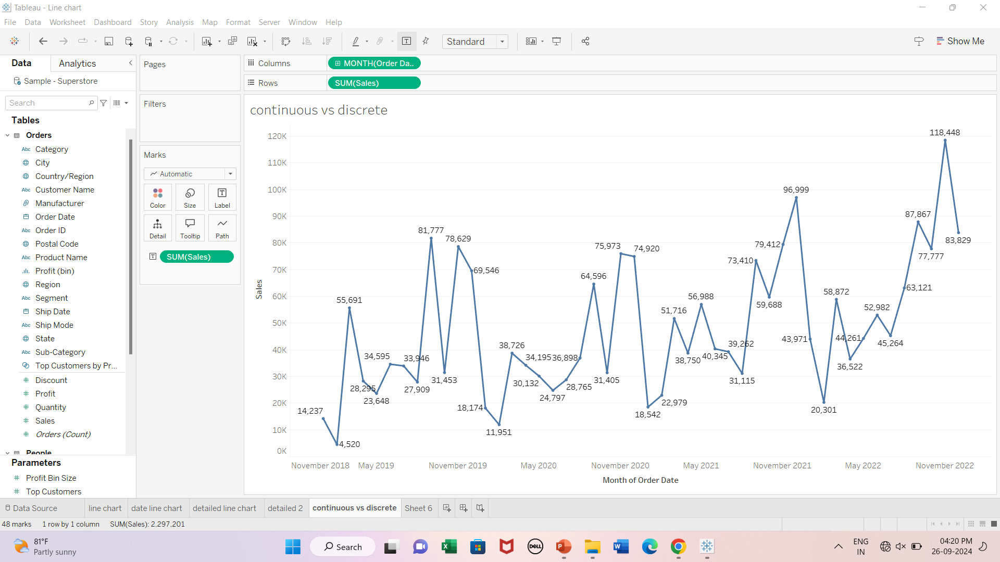 Tableau - Line chart
File Data Worksheet Dashboard Story Analysis Map Format Server Window Help
Standard
Show Me
Data Analytics
Sample - Superstore
Search
Tables
Orders
Abc Category
City
Country/Region
Abc Customer Name
Manufacturer
Order Date
Abc Order ID
Postal Code
Abc Product Name
Profit (bin)
Region
Abc Segment
Ship Date
Abc Ship Mode
State
Abc Sub-Category
Top Customers by Pr...
# Discount
# Profit
# Quantity
# Sales
# Orders (Count)
People
Parameters
# Profit Bin Size
# Top Customers
Pages
Filters
Marks
Automatic
Color Size Label
Detail Tooltip Path
SUM(Sales)
Columns MONTH(Order Da..
Rows SUM(Sales)
continuous vs discrete
120K
110K
100K
90K
80K
70K
60K
50K
40K
30K
20K
10K
0K
Sales
14,237
4,520
55,691
28,295
23,648
34,595
33,946
27,909
81,777
31,453
78,629
69,546
18,174
11,951
38,726
34,195
30,132
24,797
28,765
36,898
64,596
31,405
75,973
74,920
18,542
22,979
51,716
38,750
56,988
40,345
39,262
31,115
73,410
59,688
79,412
96,999
43,971
20,301
58,872
36,522
44,261
52,982
45,264
63,121
87,867
77,777
118,448
83,829
November 2018 May 2019 November 2019 May 2020 November 2020 May 2021 November 2021 May 2022 November 2022
Month of Order Date
Data Source line chart date line chart detailed line chart detailed 2 continuous vs discrete Sheet 6
48 marks 1 row by 1 column SUM(Sales): 2,297,201
81°F
Partly sunny
Search
DELL
ENG
IN
04:20 PM
26-09-2024